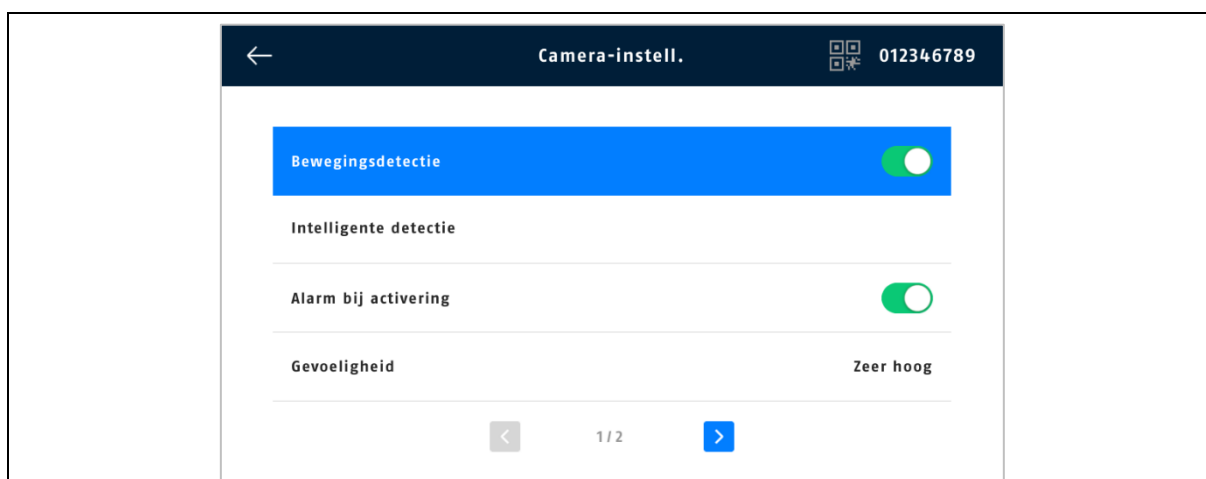 Camera-instell. 012346789
Bewegingsdetectie
Intelligente detectie
Alarm bij activering
Gevoeligheid Zeer hoog
1/2